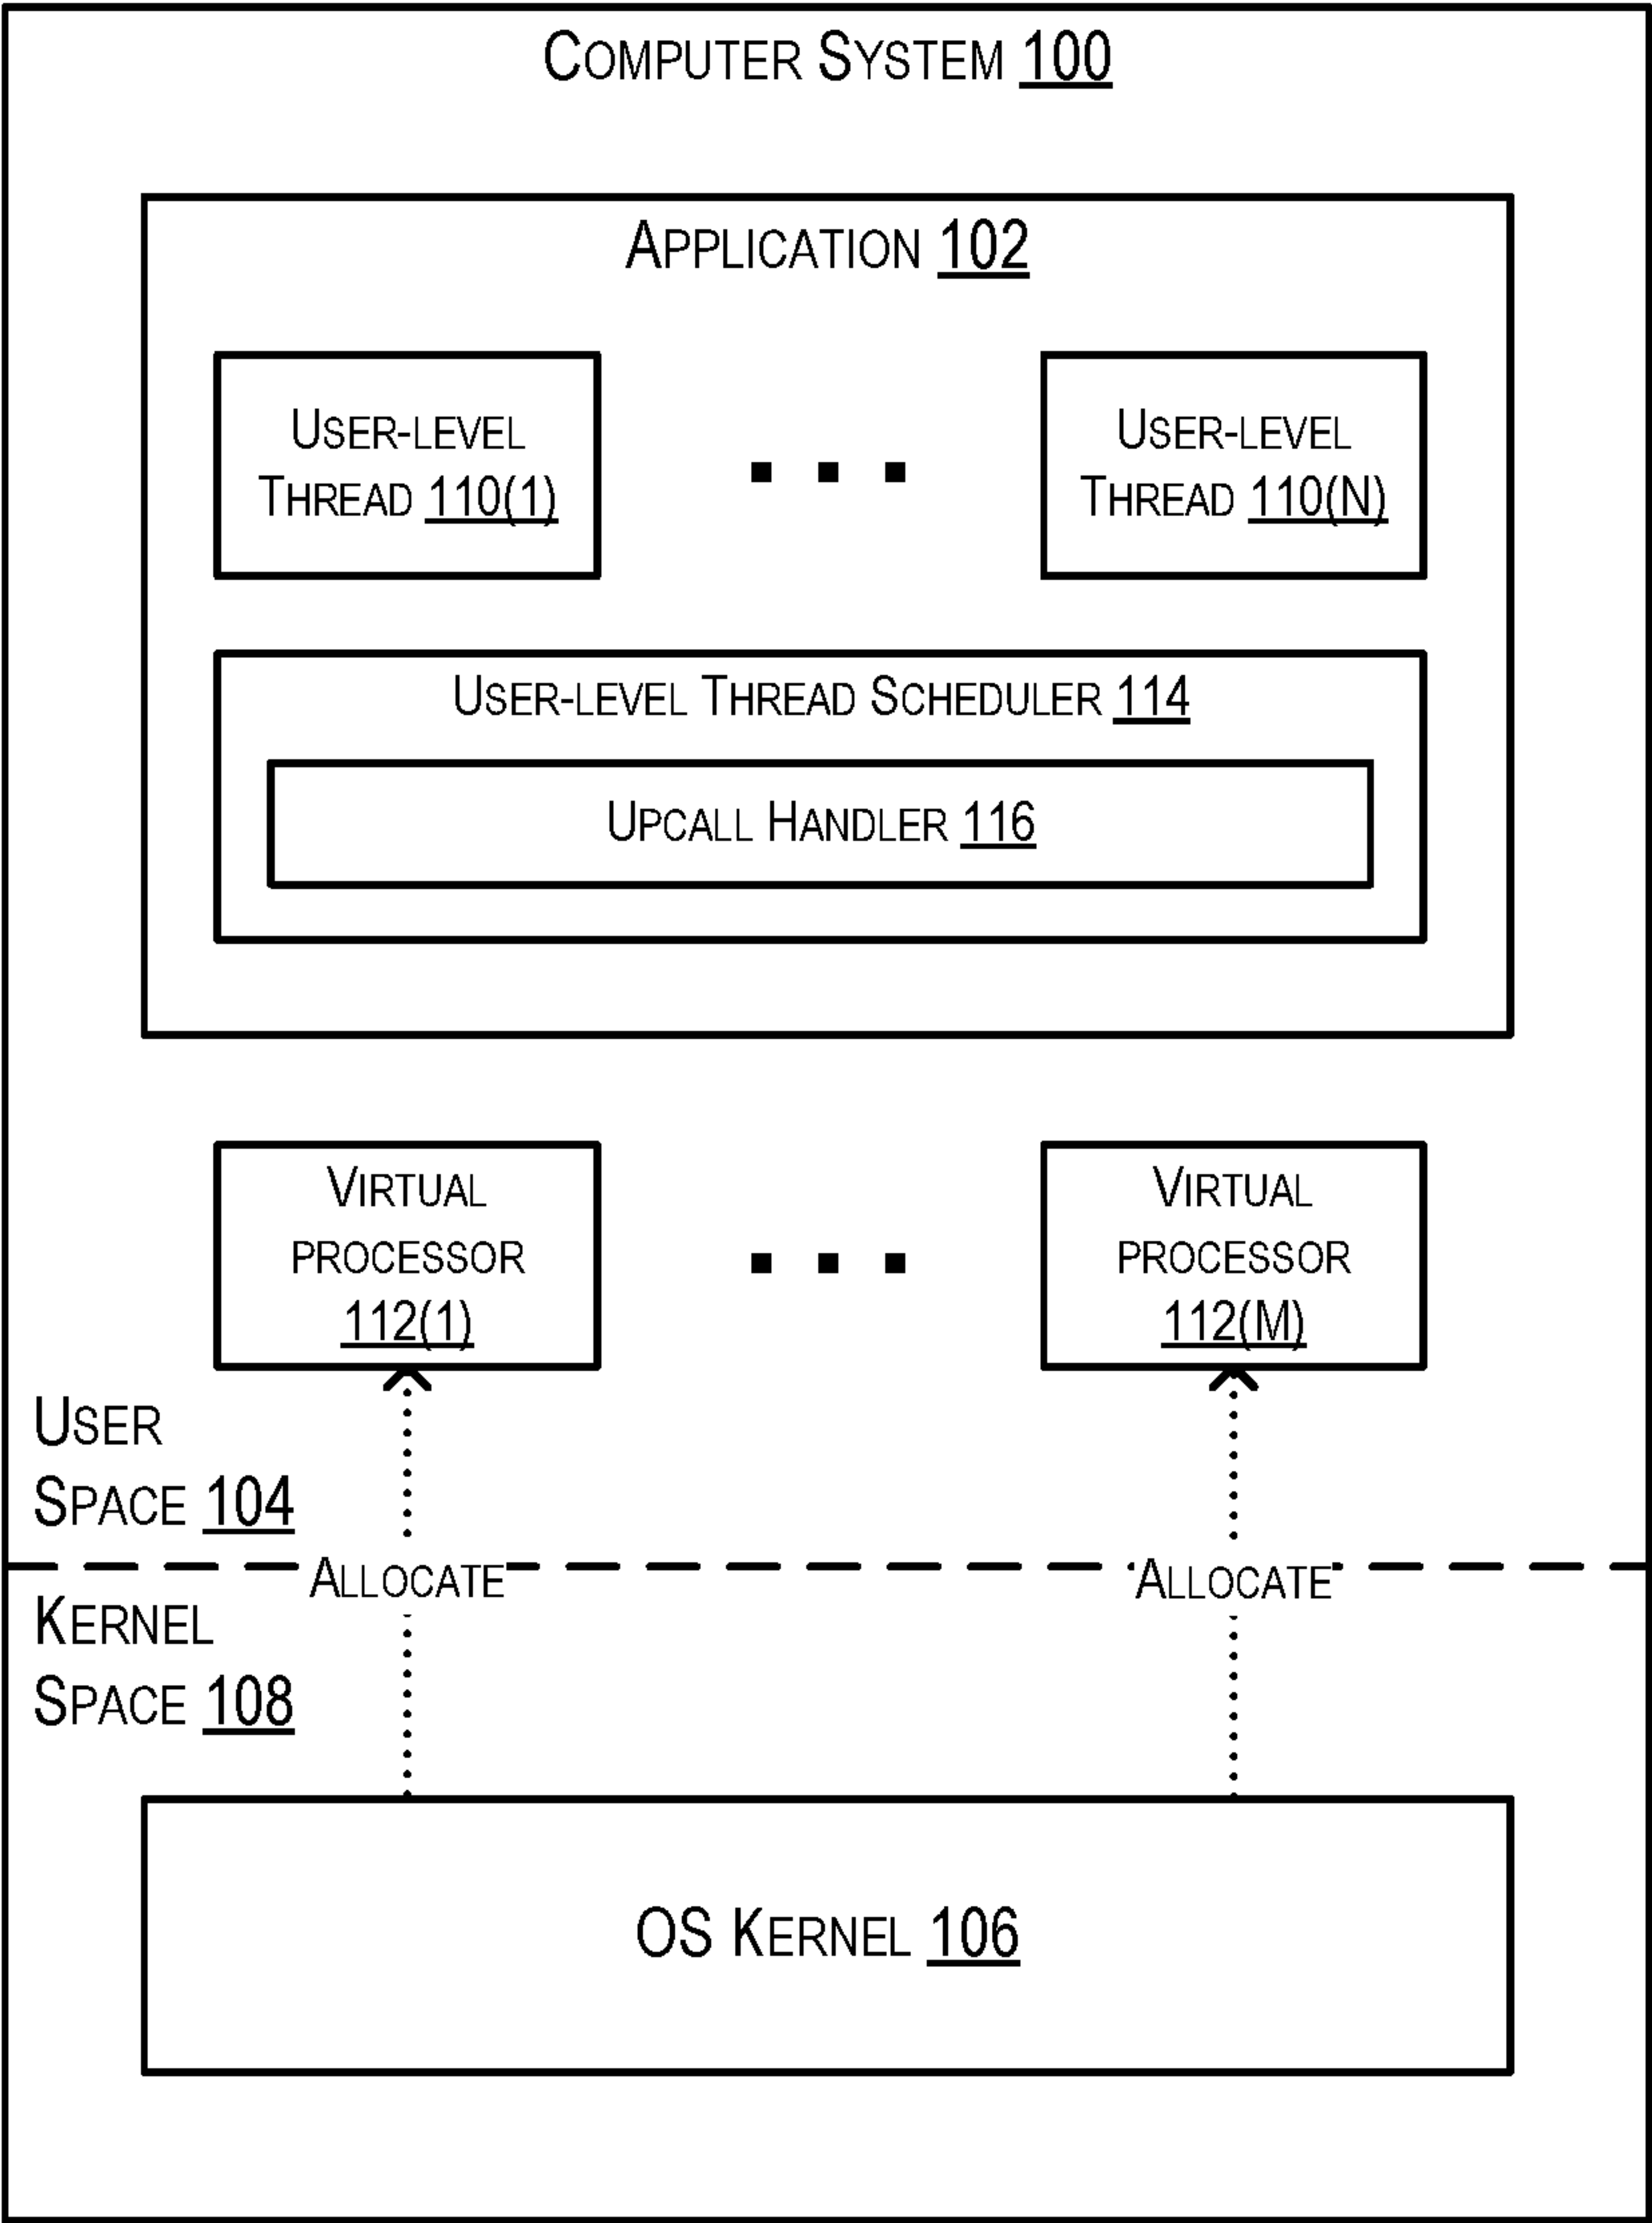 COMPUTER SYSTEM 100
APPLICATION 102
USER-LEVEL
THREAD 110(1)
USER-LEVEL
THREAD 110(N)
USER-LEVEL THREAD SCHEDULER 114
UPCALL HANDLER 116
VIRTUAL
PROCESSOR
112(1)
VIRTUAL
PROCESSOR
112(M)
USER
SPACE 104
ALLOCATE
ALLOCATE
KERNEL
SPACE 108
OS KERNEL 106